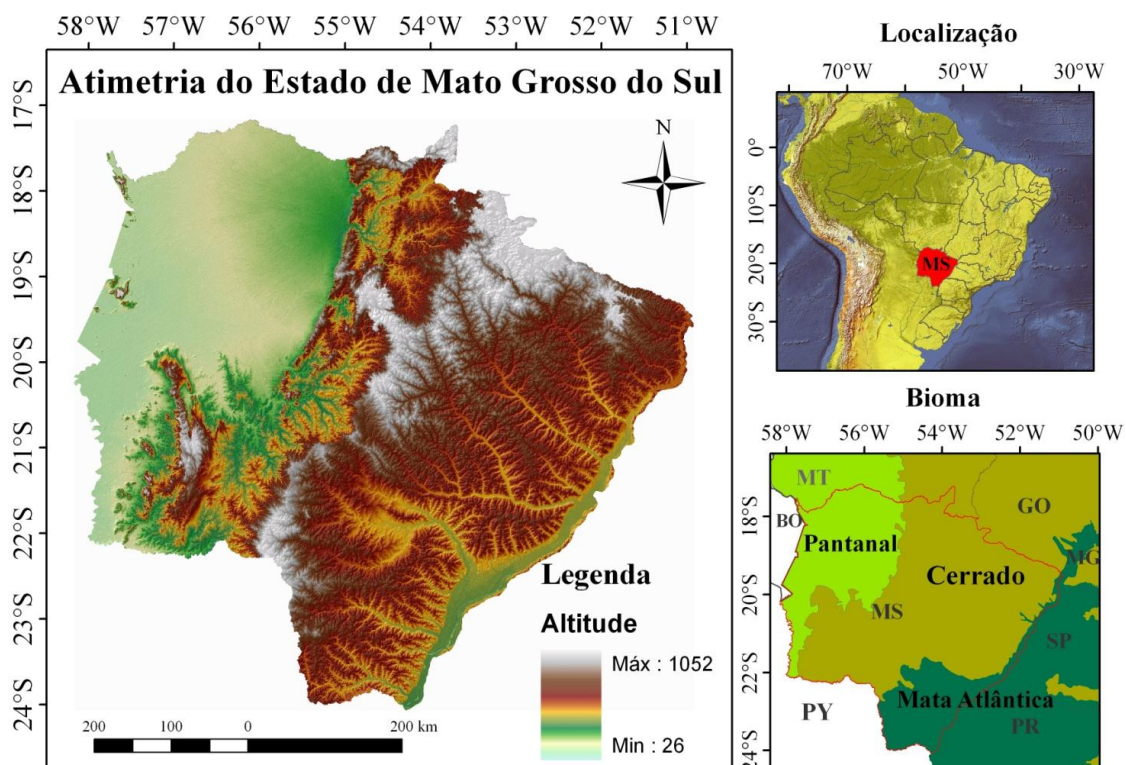 58°W 57°W 56°W 55°W 54°W 53°W 52°W 51°W
Atimetria do Estado de Mato Grosso do Sul
N
17°S
18°S
19°S
20°S
21°S
22°S
23°S
24°S
Legenda
Altitude
Máx : 1052
Min : 26
200 100 0 200 km
Localização
70°W 50°W 30°W
0°
10°S
20°S
30°S
MS
Bioma
58°W 56°W 54°W 52°W 50°W
18°S
20°S
22°S
24°S
MT
GO
BO
Pantanal
MG
Cerrado
MS
SP
Mata Atlântica
PY
PR